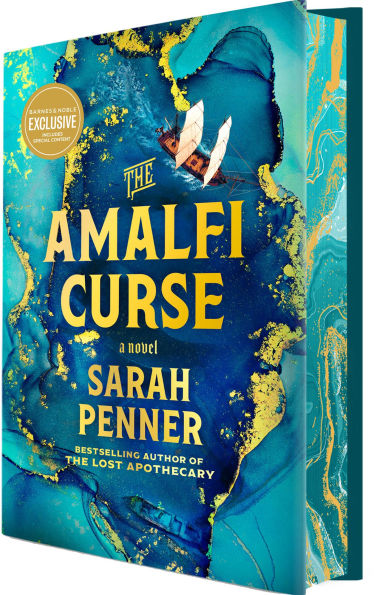 BARNES & NOBLE
EXCLUSIVE
INCLUDES
SPECIAL CONTENT
THE
AMALFI
CURSE
a novel
SARAH
PENNER
BESTSELLING AUTHOR OF
THE LOST APOTHECARY